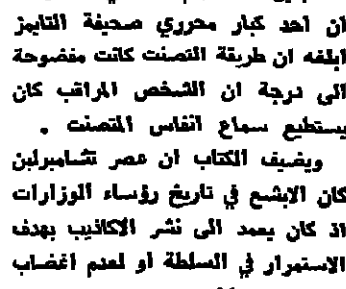 ان احد كبار محرري صحيفة التايمز
ابلغه ان طريقة التصنت كانت مفضوحة
الى درجة ان الشخص المراقب كان
يستطيع سماع انفاس المتصنت .
ويضيف الكتاب ان عصر تشامبرلين
كان الابشع في تاريخ رؤساء الوزارات
اذ كان يعمد الى نشر الاكاذيب بهدف
الاستمرار في السلطة او لعدم اغضاب